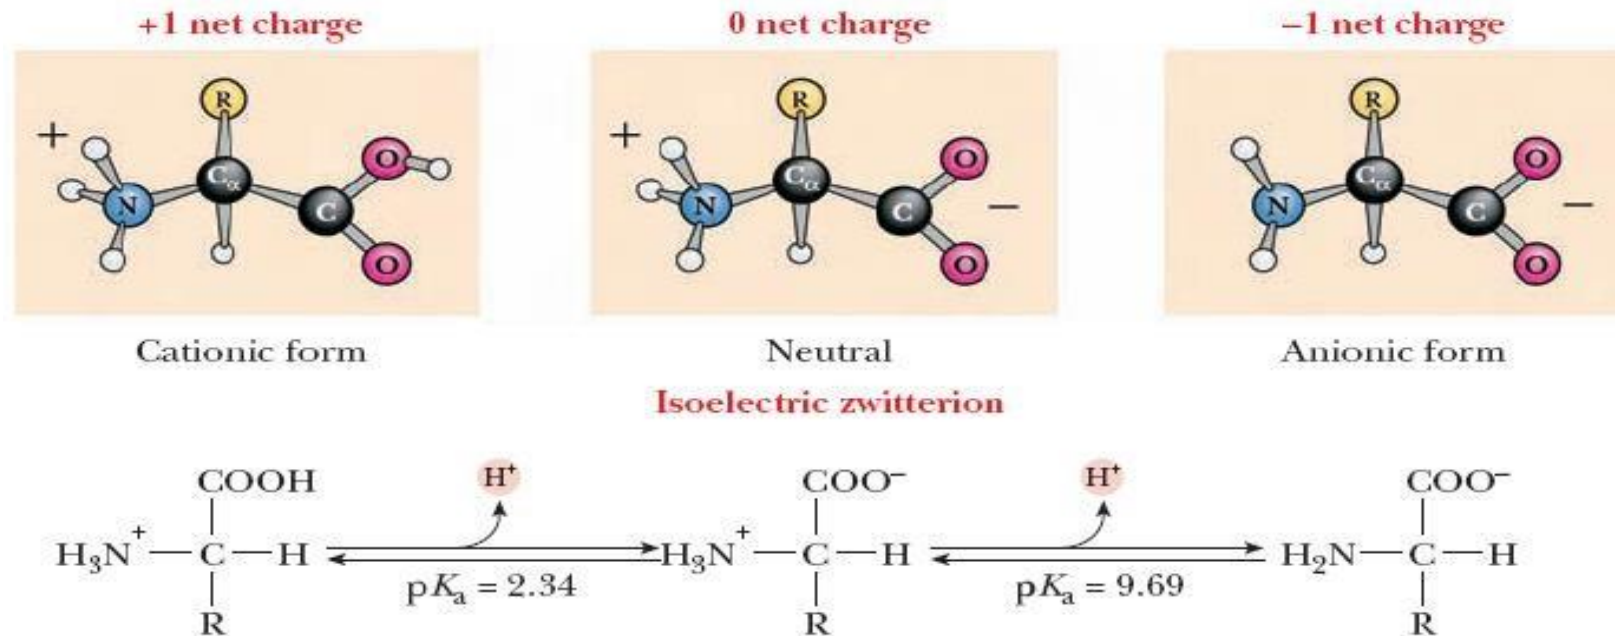 +1 net charge
0 net charge
−1 net charge
R
+
O
Cα
N
C
O
R
+
O
Cα
N
C
−
O
R
O
Cα
N
C
−
O
Cationic form
Neutral
Anionic form
Isoelectric zwitterion
COOH
H₃N⁺—C—H
R
H⁺
pKₐ = 2.34
COO⁻
H₃N⁺—C—H
R
H⁺
pKₐ = 9.69
COO⁻
H₂N—C—H
R